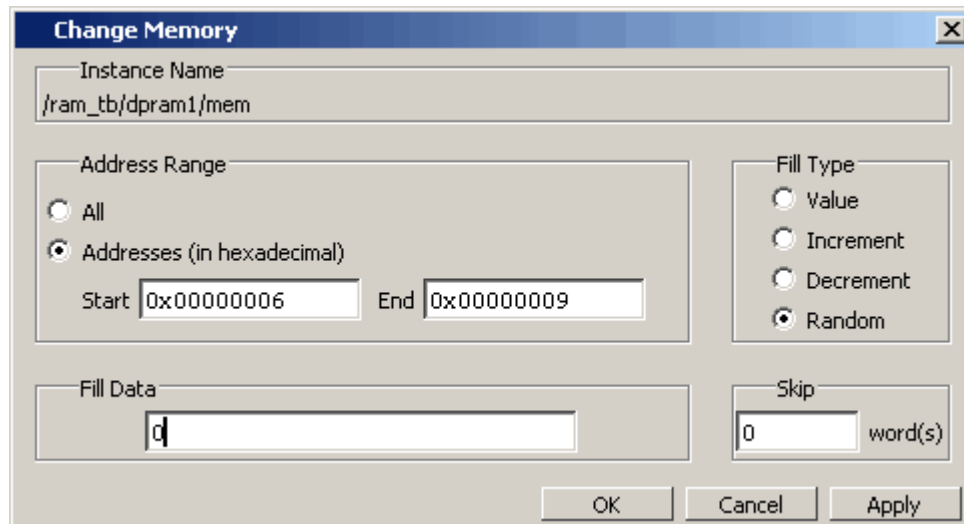 Change Memory
Instance Name
/ram_tb/dpram1/mem
Address Range
All
Addresses (in hexadecimal)
Start 0x00000006 End 0x00000009
Fill Type
Value
Increment
Decrement
Random
Fill Data
0
Skip
0 word(s)
OK Cancel Apply